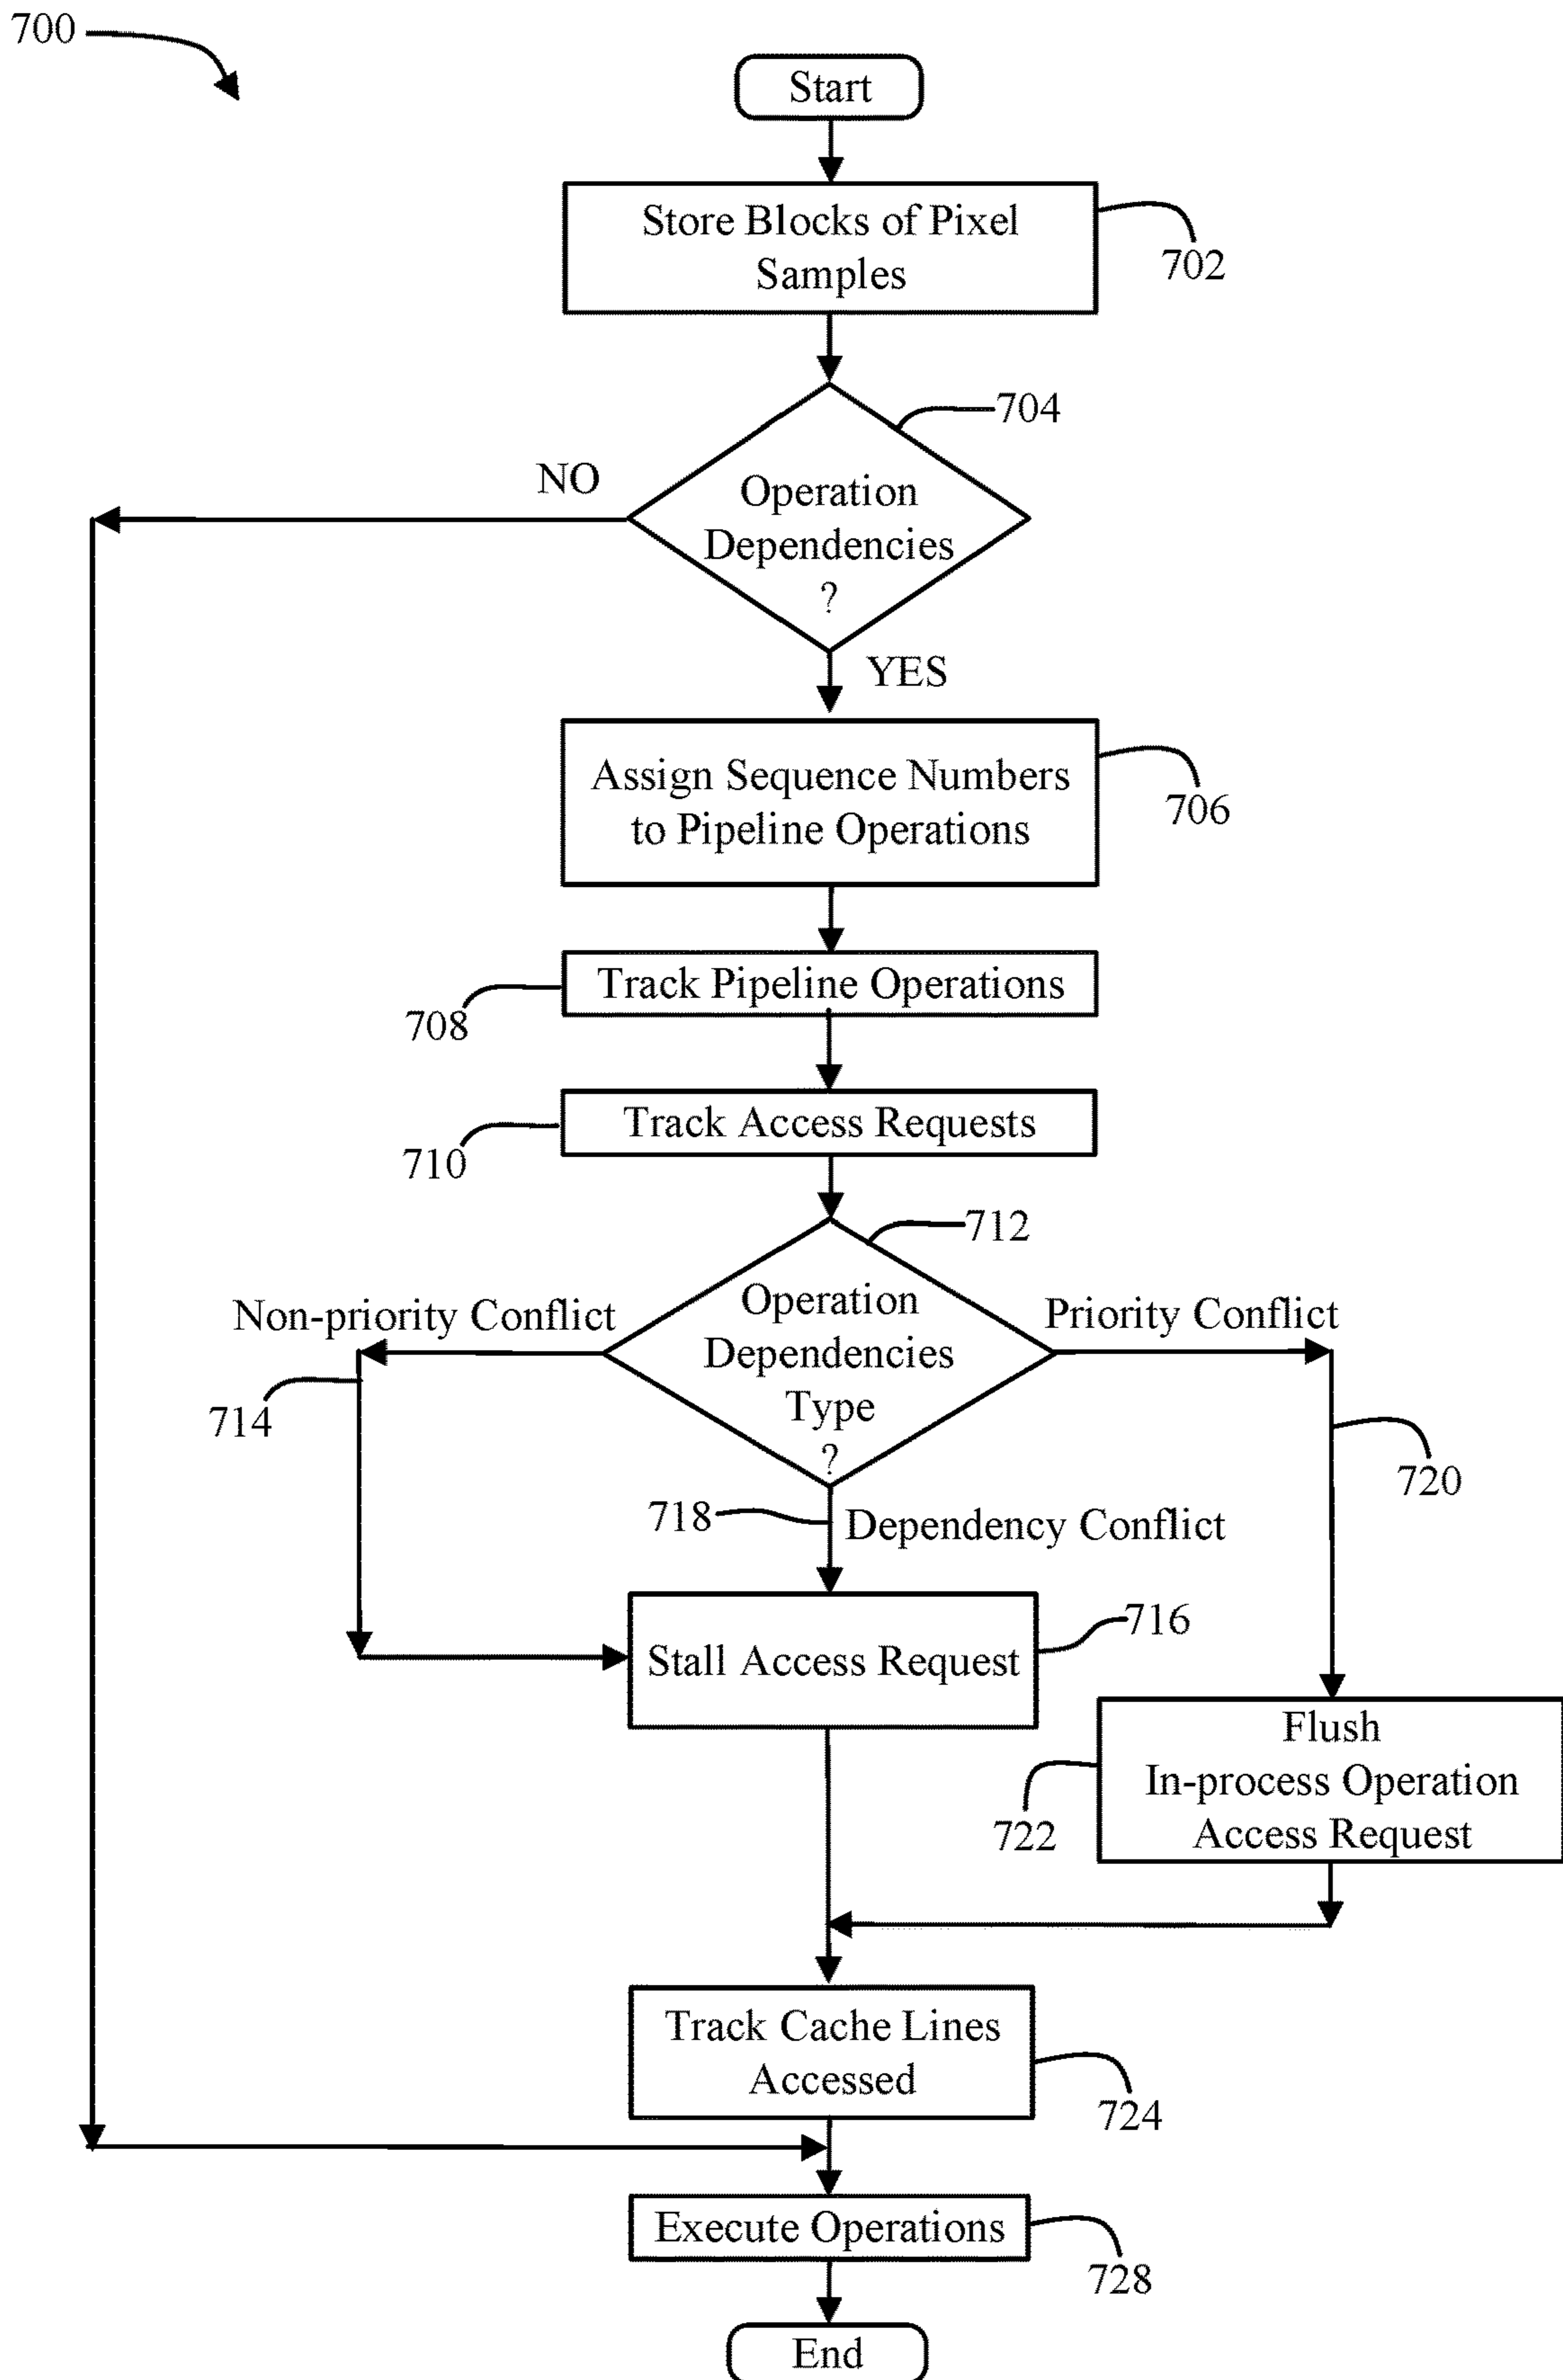 700
Start
Store Blocks of Pixel
Samples
702
704
NO
Operation
Dependencies
?
YES
Assign Sequence Numbers
to Pipeline Operations
706
Track Pipeline Operations
708
Track Access Requests
710
712
Operation
Dependencies
Type
?
Non-priority Conflict
Priority Conflict
714
720
718
Dependency Conflict
716
Stall Access Request
Flush
In-process Operation
Access Request
722
Track Cache Lines
Accessed
724
Execute Operations
728
End